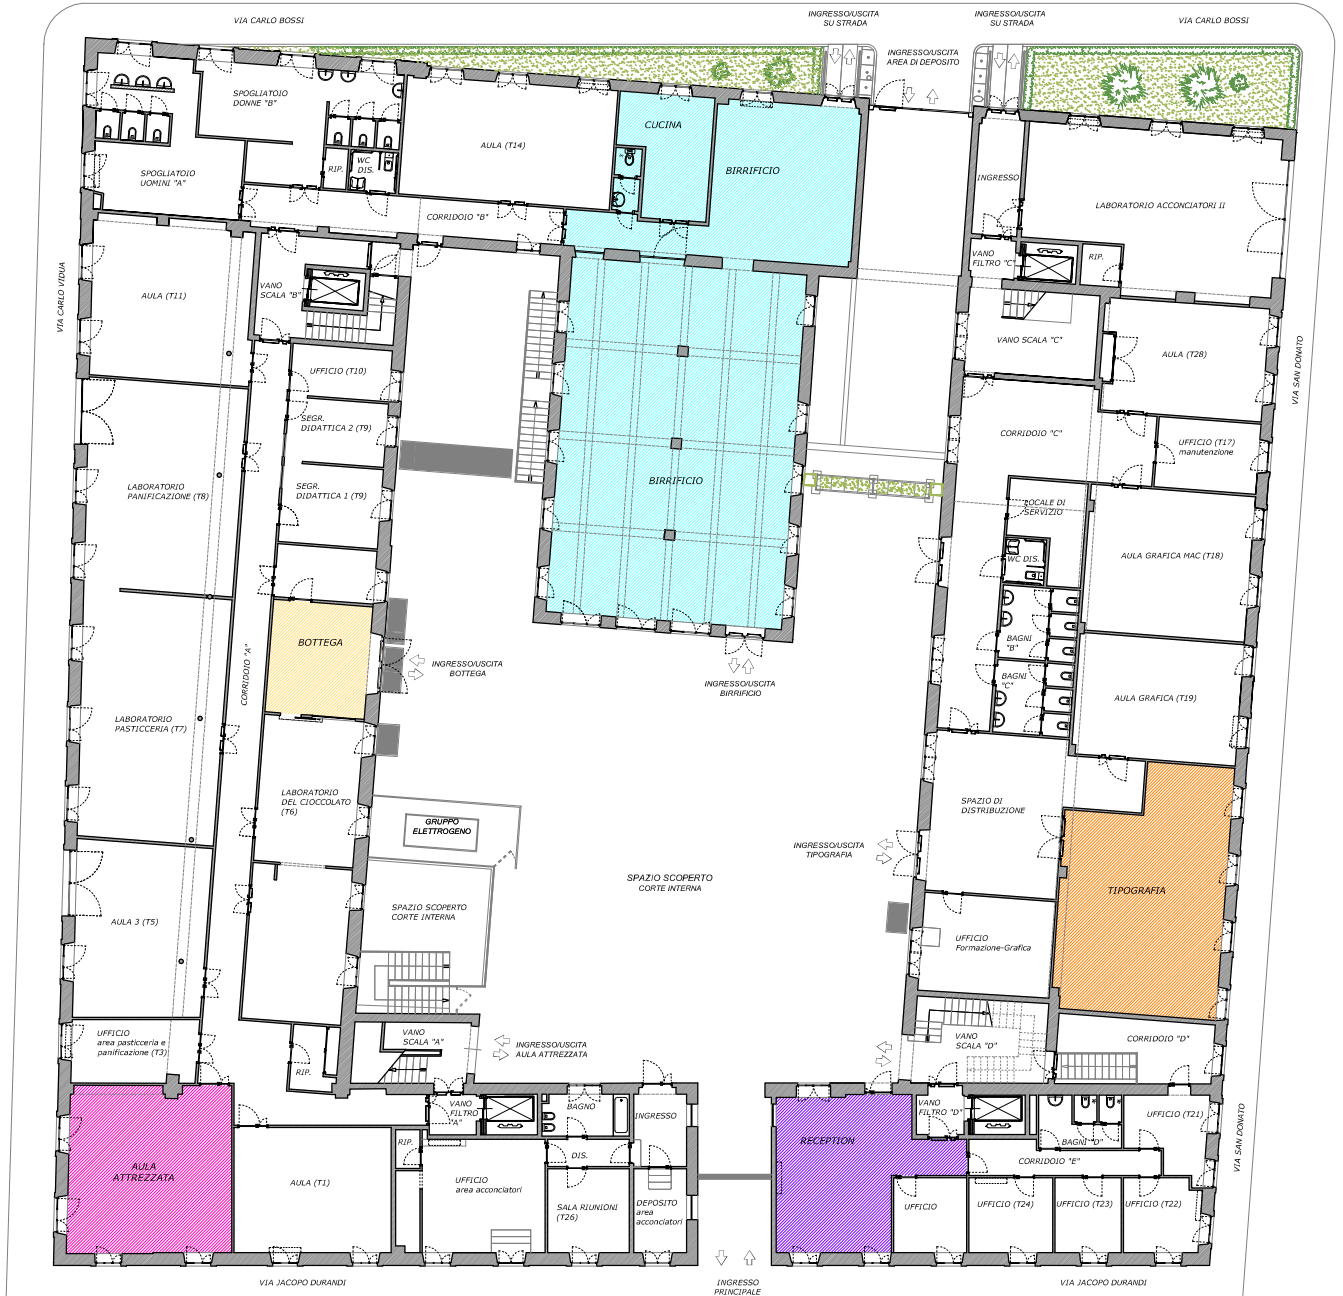 VIA CARLO BOSSI
INGRESSO/USCITA
SU STRADA
INGRESSO/USCITA
SU STRADA
VIA CARLO BOSSI
INGRESSO/USCITA
AREA DI DEPOSITO
SPOGLIATOIO
DONNE "B"
CUCINA
AULA (T14)
BIRRIFICIO
SPOGLIATOIO
UOMINI "A"
RIP.
WC
DIS.
INGRESSO
LABORATORIO ACCONCIATORI II
CORRIDOIO "B"
VANO
FILTRO "C"
RIP.
VIA CARLO VIDUA
AULA (T11)
VANO
SCALA "B"
VANO SCALA "C"
AULA (T28)
VIA SAN DONATO
UFFICIO (T10)
SEGR.
DIDATTICA 2 (T9)
CORRIDOIO "C"
UFFICIO (T17)
manutenzione
LABORATORIO
PANIFICAZIONE (T8)
SEGR.
DIDATTICA 1 (T9)
BIRRIFICIO
LOCALE DI
SERVIZIO
WC DIS.
AULA GRAFICA MAC (T18)
BOTTEGA
CORRIDOIO "A"
INGRESSO/USCITA
BOTTEGA
INGRESSO/USCITA
BIRRIFICIO
BAGNI
"B"
BAGNI
"C"
AULA GRAFICA (T19)
LABORATORIO
PASTICCERIA (T7)
LABORATORIO
DEL CIOCCOLATO
(T6)
GRUPPO
ELETTROGENO
SPAZIO DI
DISTRIBUZIONE
INGRESSO/USCITA
TIPOGRAFIA
SPAZIO SCOPERTO
CORTE INTERNA
TIPOGRAFIA
AULA 3 (T5)
SPAZIO SCOPERTO
CORTE INTERNA
UFFICIO
Formazione-Grafica
UFFICIO
area pasticceria e
panificazione (T3)
VANO
SCALA "A"
INGRESSO/USCITA
AULA ATTREZZATA
VANO
SCALA "D"
CORRIDOIO "D"
RIP.
VANO
FILTRO
"A"
BAGNO
INGRESSO
RECEPTION
VANO
FILTRO "D"
BAGNI "D"
UFFICIO (T21)
VIA SAN DONATO
RIP.
DIS.
CORRIDOIO "E"
AULA
ATTREZZATA
AULA (T1)
UFFICIO
area acconciatori
SALA RIUNIONI
(T26)
DEPOSITO
area
acconciatori
UFFICIO
UFFICIO (T24)
UFFICIO (T23)
UFFICIO (T22)
VIA JACOPO DURANDI
INGRESSO
PRINCIPALE
VIA JACOPO DURANDI